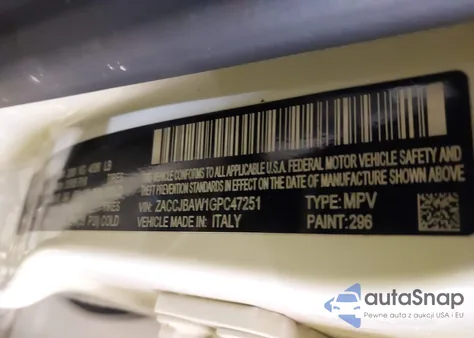 LB
THE VEHICLE CONFORMS TO ALL APPLICABLE U.S.A. FEDERAL MOTOR VEHICLE SAFETY AND
THEFT PREVENTION STANDARDS IN EFFECT ON THE DATE OF MANUFACTURE SHOWN ABOVE.
VIN: ZACCJBAW1GPC47251 TYPE: MPV
PSI) COLD VEHICLE MADE IN: ITALY PAINT: 296
autaSnap
Pewne auta z aukcji USA i EU